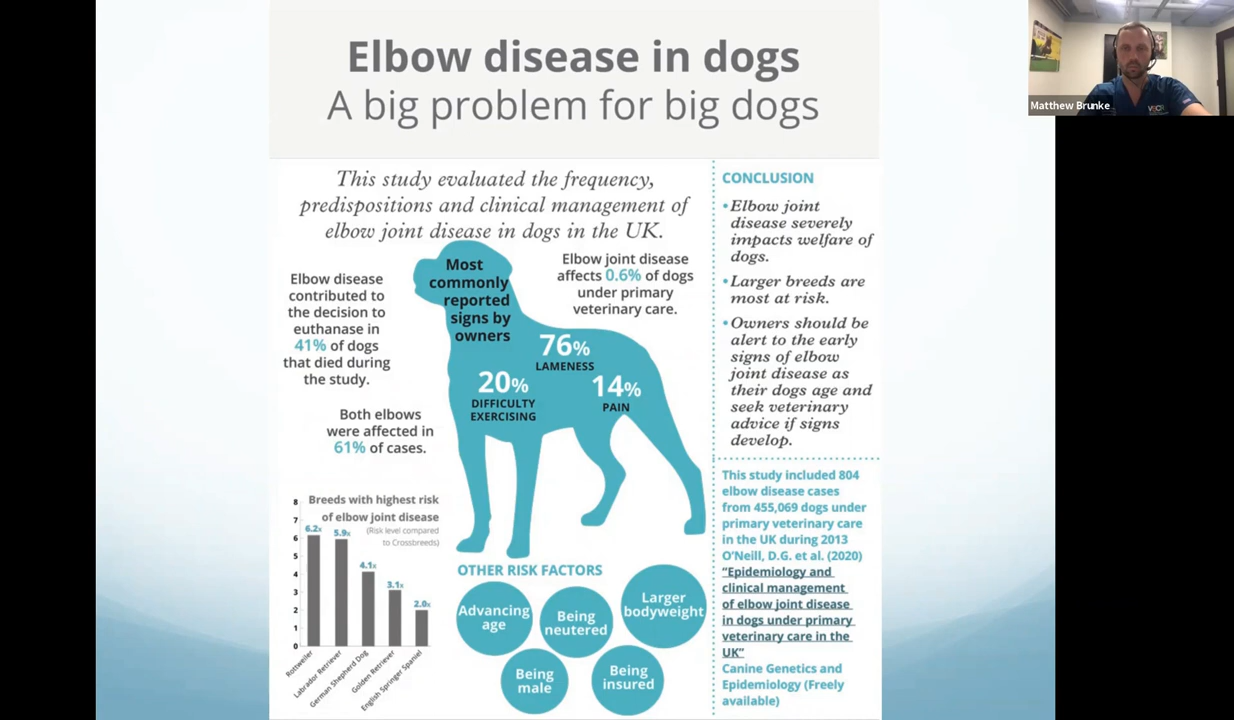 Elbow disease in dogs
A big problem for big dogs
Matthew Brunke
This study evaluated the frequency,
predispositions and clinical management of
elbow joint disease in dogs in the UK.
Elbow disease
contributed to
the decision to
euthanase in
41% of dogs
that died during
the study.
Most
commonly
reported
signs by
owners
Elbow joint disease
affects 0.6% of dogs
under primary
veterinary care.
76%
LAMENESS
20%
DIFFICULTY
EXERCISING
14%
PAIN
Both elbows
were affected in
61% of cases.
Breeds with highest risk
of elbow joint disease
(Risk level compared
to Crossbreeds)
8
7
6
5
4
3
2
1
0
6.2x
5.9x
4.1x
3.1x
2.0x
Rottweiler
Labrador Retriever
German Shepherd Dog
Golden Retriever
English Springer Spaniel
OTHER RISK FACTORS
Advancing
age
Being
neutered
Larger
bodyweight
Being
male
Being
insured
CONCLUSION
•Elbow joint
disease severely
impacts welfare of
dogs.
•Larger breeds are
most at risk.
•Owners should be
alert to the early
signs of elbow
joint disease as
their dogs age and
seek veterinary
advice if signs
develop.
This study included 804
elbow disease cases
from 455,069 dogs under
primary veterinary care
in the UK during 2013
O'Neill, D.G. et al. (2020)
"Epidemiology and
clinical management
of elbow joint disease
in dogs under primary
veterinary care in the
UK"
Canine Genetics and
Epidemiology (Freely
available)